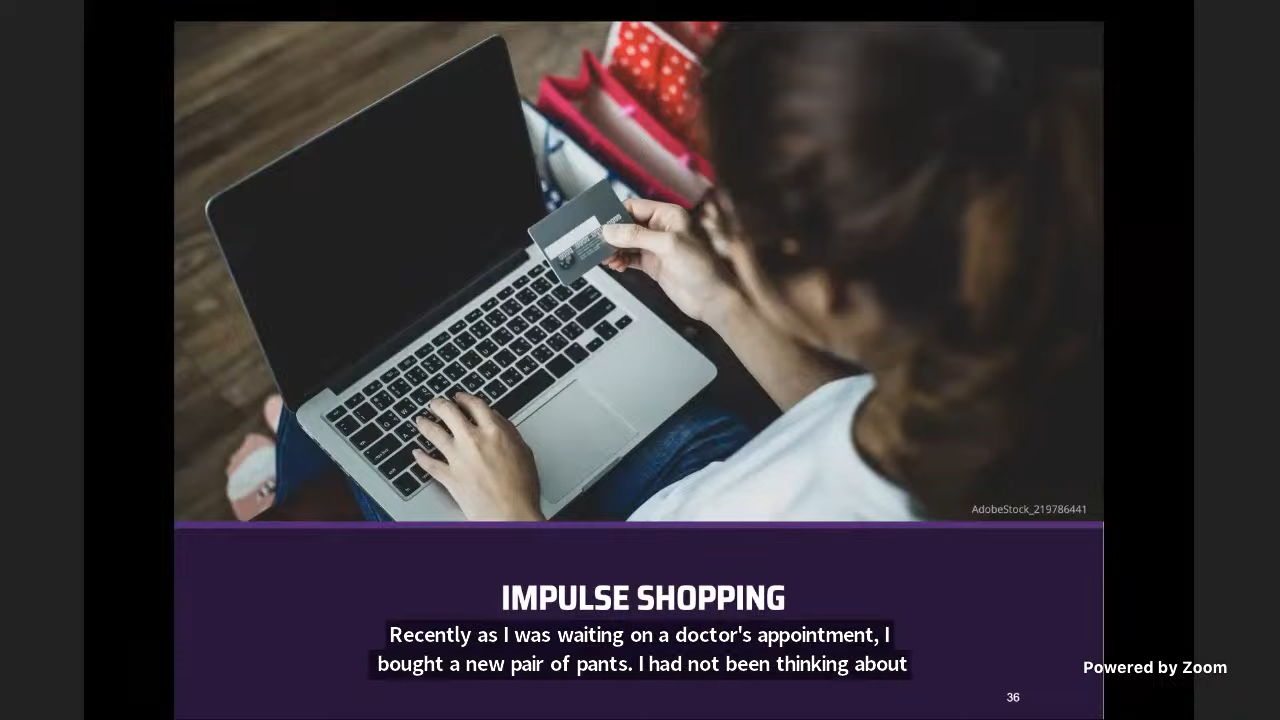 AdobeStock_219786441
IMPULSE SHOPPING
Recently as I was waiting on a doctor's appointment, I
bought a new pair of pants. I had not been thinking about
Powered by Zoom
36